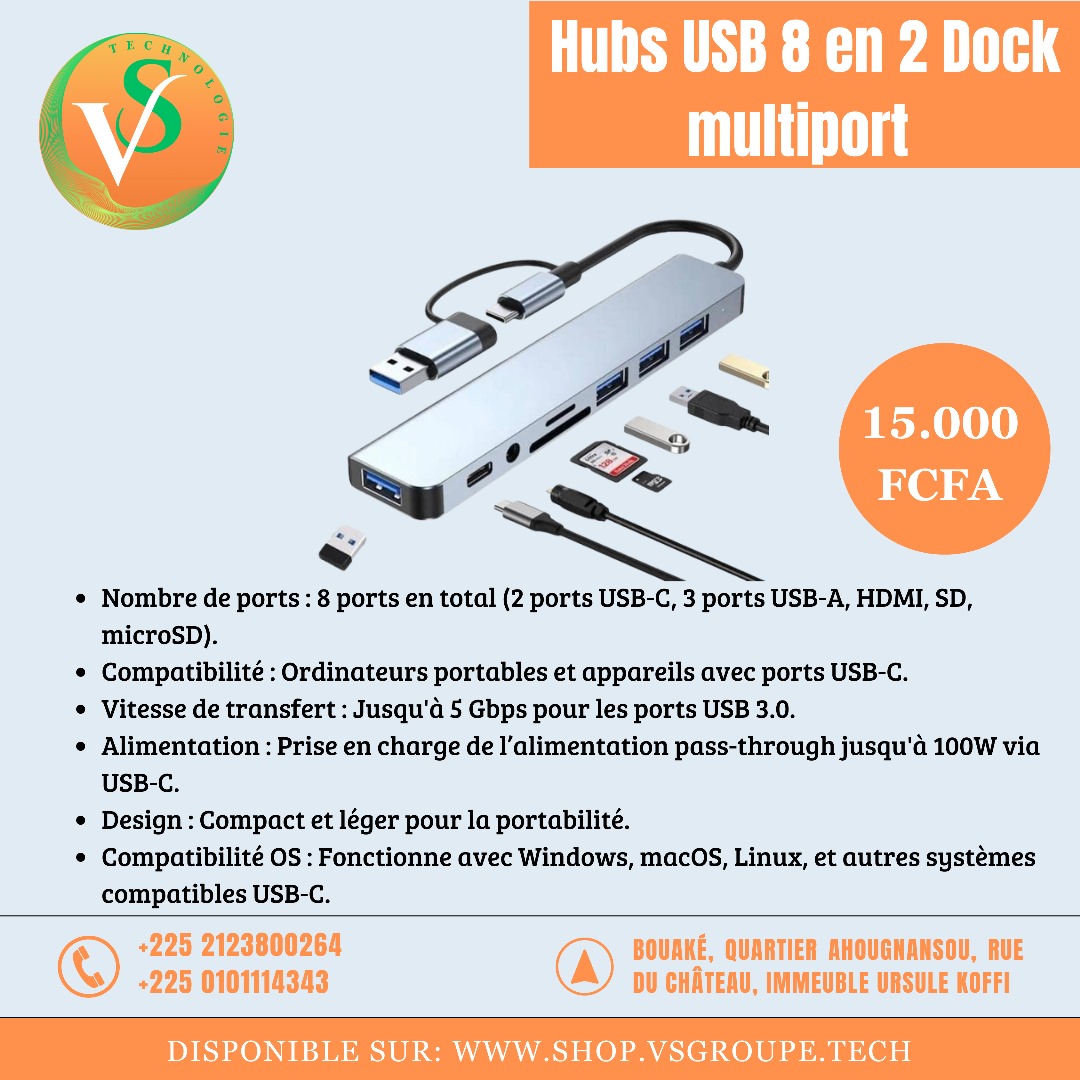 TECHNOLOGIE
VS
Hubs USB 8 en 2 Dock
multiport
15.000
FCFA
• Nombre de ports : 8 ports en total (2 ports USB-C, 3 ports USB-A, HDMI, SD,
microSD).
• Compatibilité : Ordinateurs portables et appareils avec ports USB-C.
• Vitesse de transfert : Jusqu'à 5 Gbps pour les ports USB 3.0.
• Alimentation : Prise en charge de l’alimentation pass-through jusqu'à 100W via
USB-C.
• Design : Compact et léger pour la portabilité.
• Compatibilité OS : Fonctionne avec Windows, macOS, Linux, et autres systèmes
compatibles USB-C.
+225 2123800264
+225 0101114343
BOUAKÉ, QUARTIER AHOUGNANSOU, RUE
DU CHÂTEAU, IMMEUBLE URSULE KOFFI
DISPONIBLE SUR: WWW.SHOP.VSGROUPE.TECH